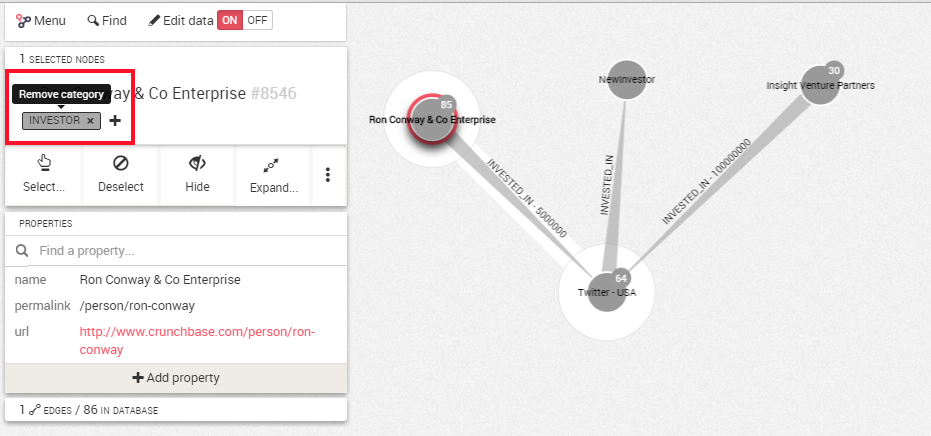 Menu Find Edit data ON OFF
1 SELECTED NODES
Remove category
way & Co Enterprise #8546
INVESTOR × +
Select... Deselect Hide Expand...
PROPERTIES
Find a property...
name Ron Conway & Co Enterprise
permalink /person/ron-conway
url http://www.crunchbase.com/person/ron-
conway
+ Add property
1 EDGES / 86 IN DATABASE
85
Ron Conway & Co Enterprise
NewInvestor
30
Insight Venture Partners
INVESTED_IN - 5000000
INVESTED_IN
INVESTED_IN - 100000000
64
Twitter - USA